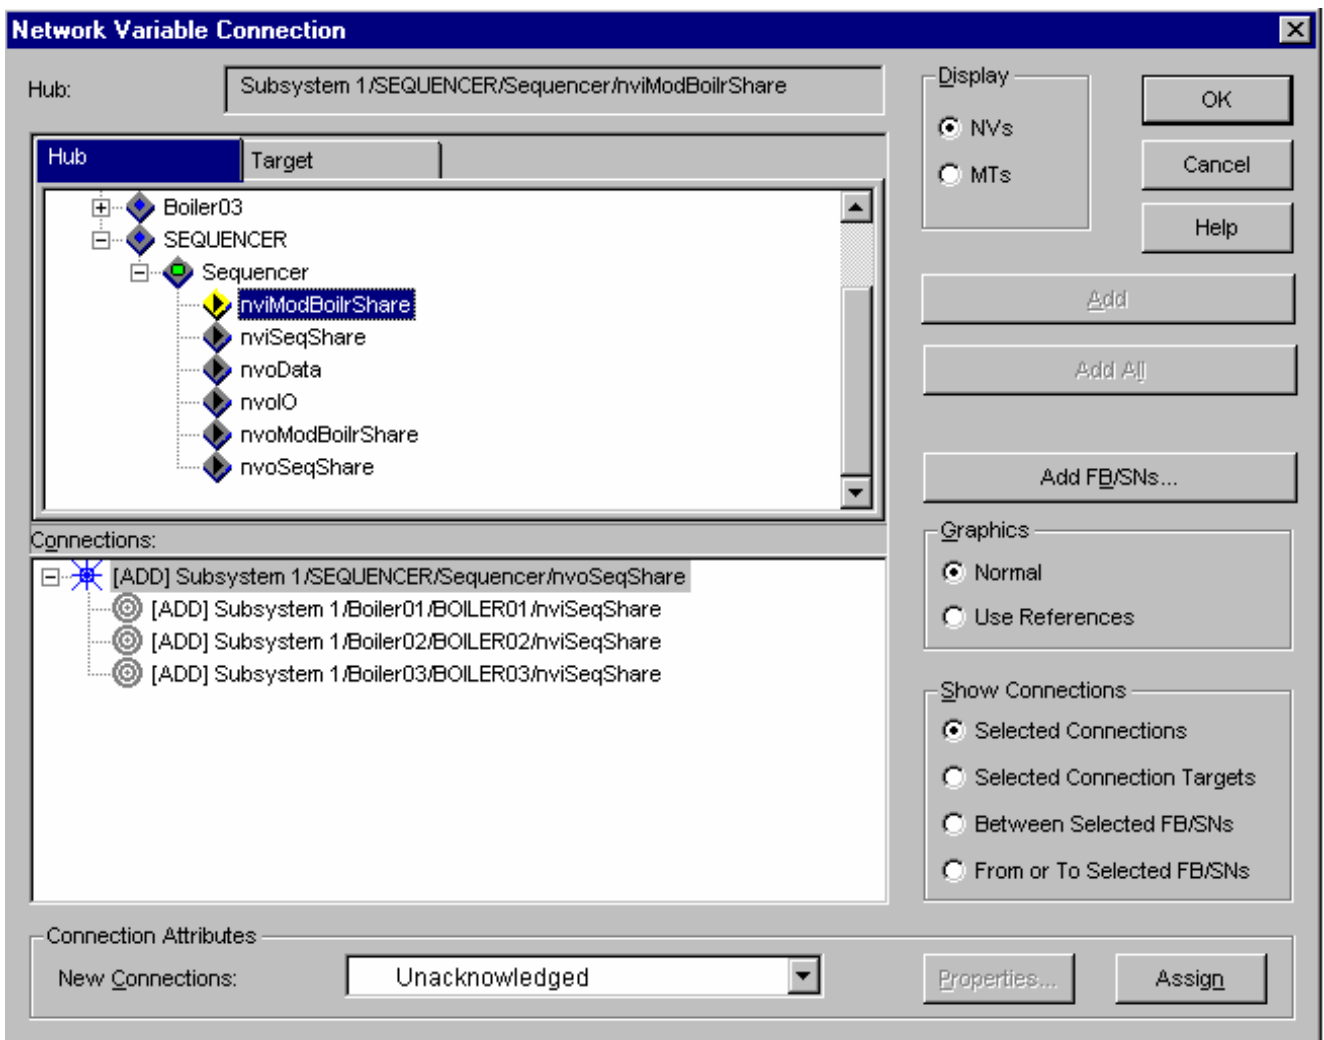 Network Variable Connection
Hub:
Subsystem 1/SEQUENCER/Sequencer/nviModBoilrShare
Hub
Target
Boiler03
SEQUENCER
Sequencer
nviModBoilrShare
nviSeqShare
nvoData
nvoIO
nvoModBoilrShare
nvoSeqShare
Connections:
[ADD] Subsystem 1/SEQUENCER/Sequencer/nvoSeqShare
[ADD] Subsystem 1/Boiler01/BOILER01/nviSeqShare
[ADD] Subsystem 1/Boiler02/BOILER02/nviSeqShare
[ADD] Subsystem 1/Boiler03/BOILER03/nviSeqShare
Display
NVs
MTs
OK
Cancel
Help
Add
Add All
Add FB/SNs...
Graphics
Normal
Use References
Show Connections
Selected Connections
Selected Connection Targets
Between Selected FB/SNs
From or To Selected FB/SNs
Connection Attributes
New Connections:
Unacknowledged
Properties...
Assign